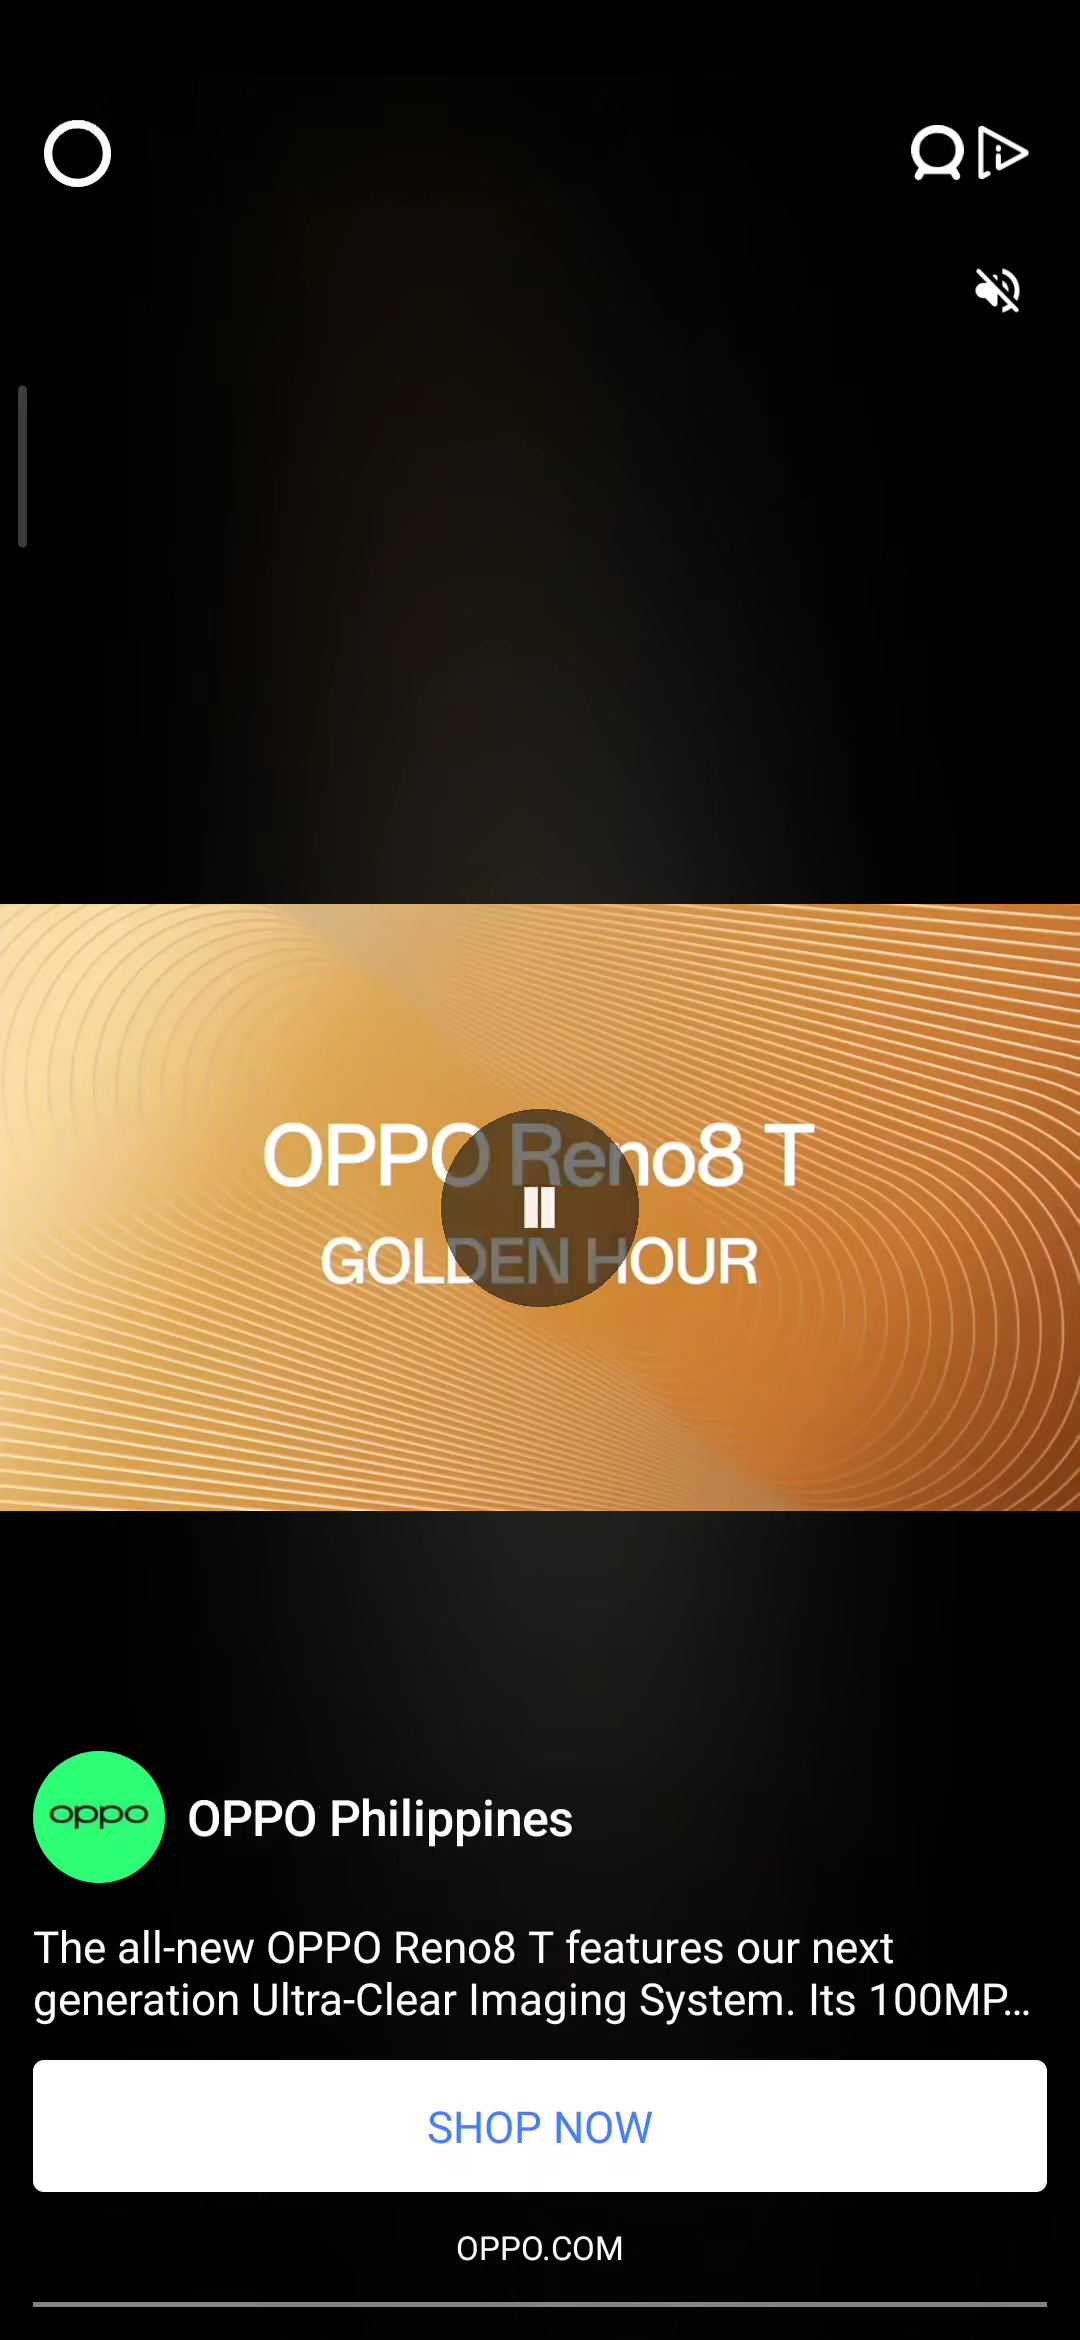 OPPO Reno8 T
GOLDEN HOUR
oppo
OPPO Philippines
The all-new OPPO Reno8 T features our next
generation Ultra-Clear Imaging System. Its 100MP...
SHOP NOW
OPPO.COM